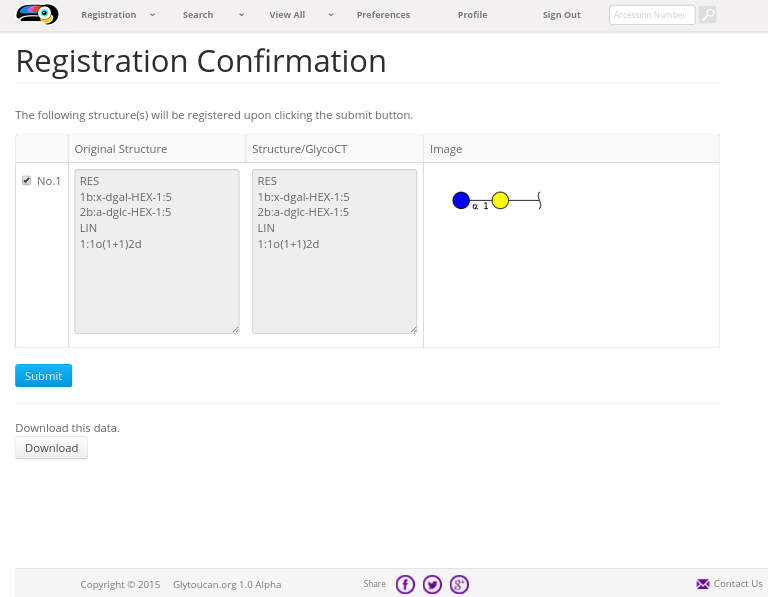 Registration Search View All Preferences Profile Sign Out Accession Number
Registration Confirmation
The following structure(s) will be registered upon clicking the submit button.
Original Structure Structure/GlycoCT Image
No.1
RES
1b:x-dgal-HEX-1:5
2b:a-dglc-HEX-1:5
LIN
1:1o(1+1)2d
RES
1b:x-dgal-HEX-1:5
2b:a-dglc-HEX-1:5
LIN
1:1o(1+1)2d
α 1
Submit
Download this data.
Download
Copyright © 2015 Glytoucan.org 1.0 Alpha Share f g+ Contact Us